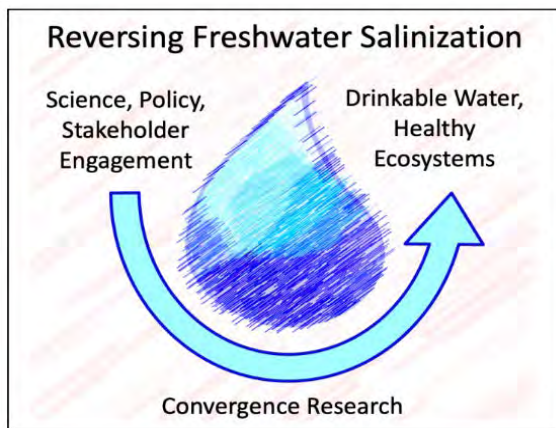 Reversing Freshwater Salinization
Science, Policy,
Stakeholder
Engagement
Drinkable Water,
Healthy
Ecosystems
Convergence Research